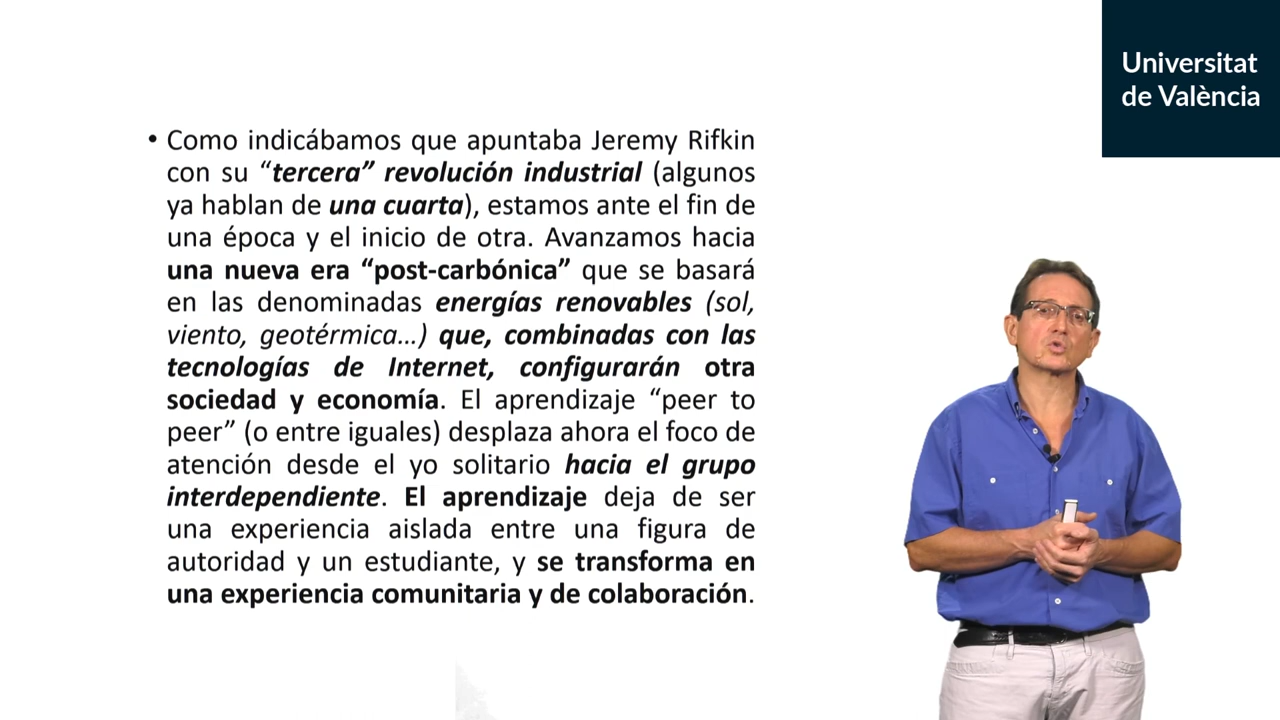 Universitat
de València
• Como indicábamos que apuntaba Jeremy Rifkin
con su “tercera” revolución industrial (algunos
ya hablan de una cuarta), estamos ante el fin de
una época y el inicio de otra. Avanzamos hacia
una nueva era “post-carbónica” que se basará
en las denominadas energías renovables (sol,
viento, geotérmica…) que, combinadas con las
tecnologías de Internet, configurarán otra
sociedad y economía. El aprendizaje “peer to
peer” (o entre iguales) desplaza ahora el foco de
atención desde el yo solitario hacia el grupo
interdependiente. El aprendizaje deja de ser
una experiencia aislada entre una figura de
autoridad y un estudiante, y se transforma en
una experiencia comunitaria y de colaboración.